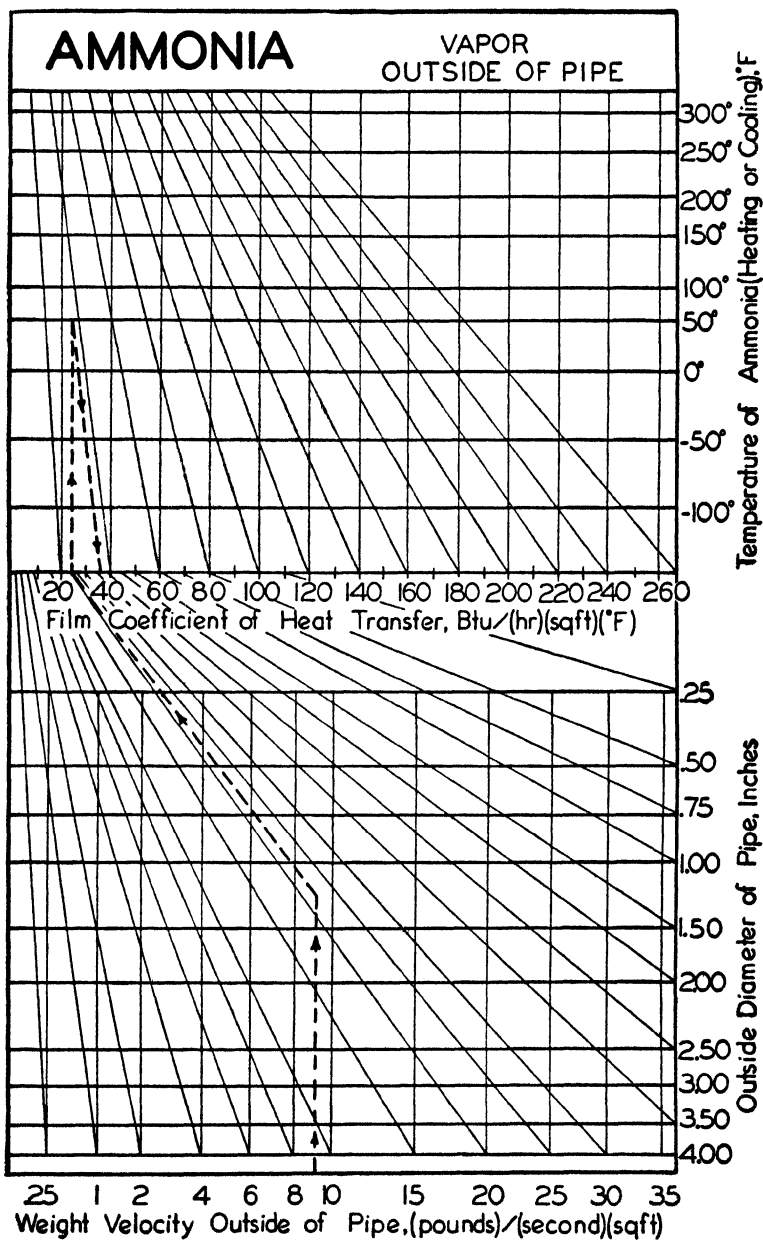 AMMONIA
VAPOR
OUTSIDE OF PIPE
300°
250°
200°
150°
100°
50°
0°
-50°
-100°
Temperature of Ammonia(Heating or Cooling),°F
20 40 60 80 100 120 140 160 180 200 220 240 260
Film Coefficient of Heat Transfer, Btu/(hr)(sqft)(°F)
.25
.50
.75
1.00
1.50
2.00
2.50
3.00
3.50
4.00
Outside Diameter of Pipe, Inches
.25 1 2 4 6 8 10 15 20 25 30 35
Weight Velocity Outside of Pipe,(pounds)/(second)(sqft)